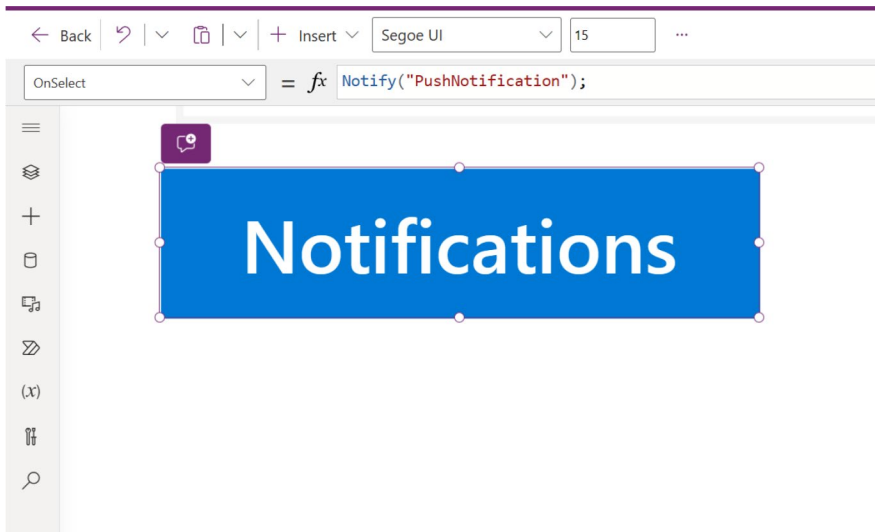 Back Insert Segoe UI 15 ...
OnSelect = fx Notify("PushNotification");
Notifications
(x)